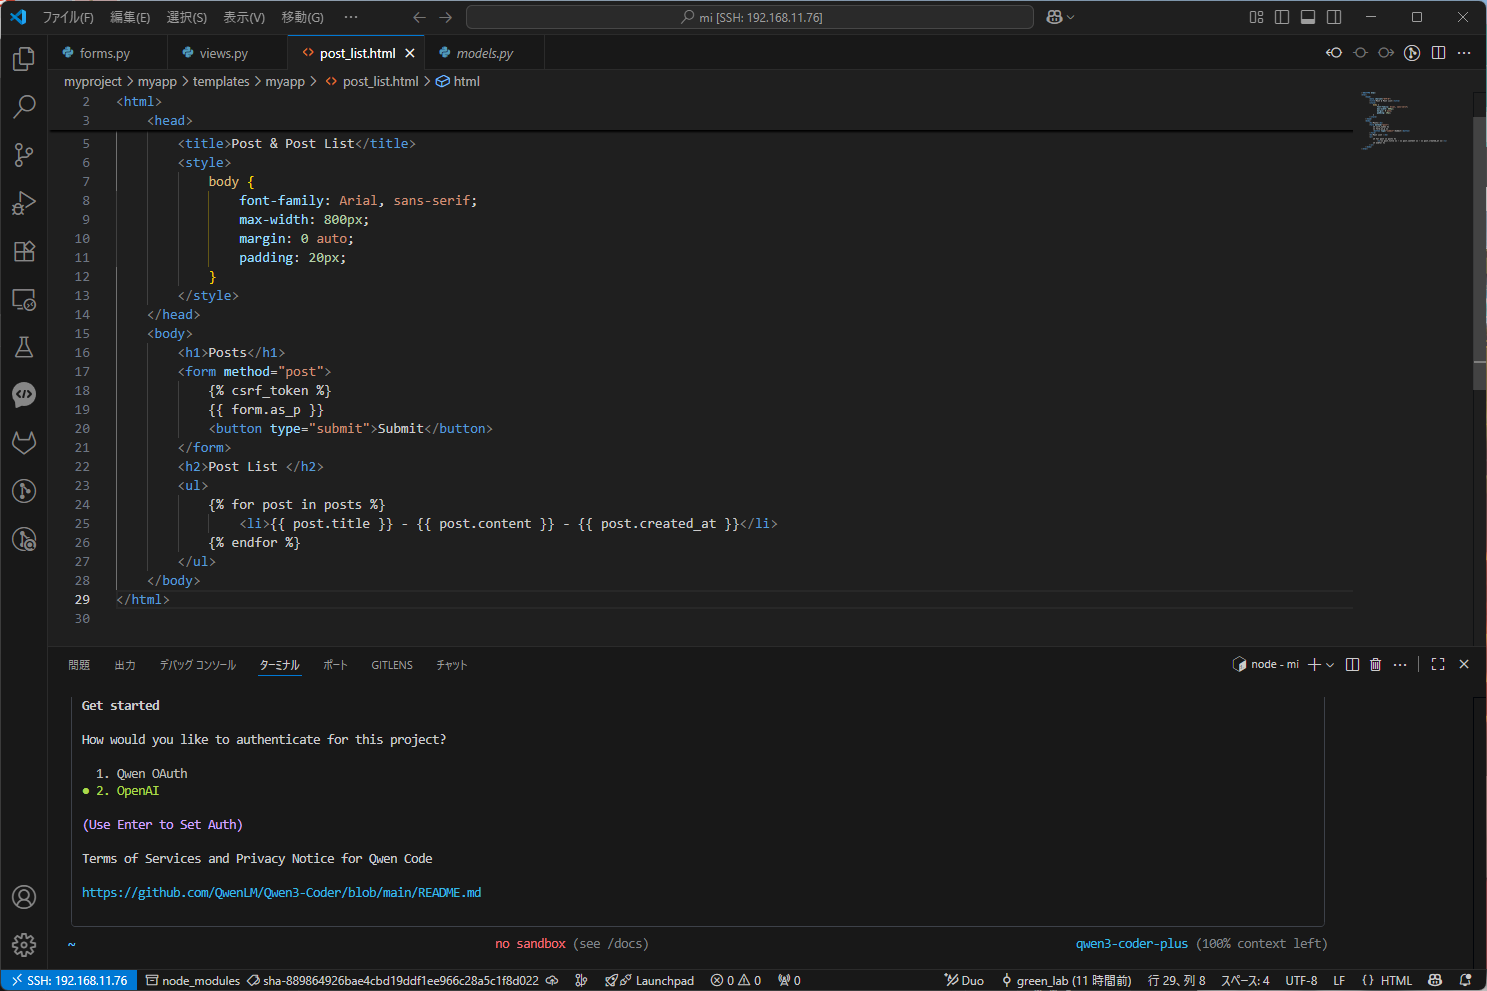 ファイル(F) 編集(E) 選択(S) 表示(V) 移動(G) ··· mi [SSH: 192.168.11.76]
forms.py views.py post_list.html models.py
myproject > myapp > templates > myapp > post_list.html > html
2 <html>
3 <head>
5 <title>Post & Post List</title>
6 <style>
7 body {
8 font-family: Arial, sans-serif;
9 max-width: 800px;
10 margin: 0 auto;
11 padding: 20px;
12 }
13 </style>
14 </head>
15 <body>
16 <h1>Posts</h1>
17 <form method="post">
18 {% csrf_token %}
19 {{ form.as_p }}
20 <button type="submit">Submit</button>
21 </form>
22 <h2>Post List </h2>
23 <ul>
24 {% for post in posts %}
25 <li>{{ post.title }} - {{ post.content }} - {{ post.created_at }}</li>
26 {% endfor %}
27 </ul>
28 </body>
29 </html>
30
問題 出力 デバッグ コンソール ターミナル ポート GITLENS チャット node - mi
Get started
How would you like to authenticate for this project?
1. Qwen OAuth
● 2. OpenAI
(Use Enter to Set Auth)
Terms of Services and Privacy Notice for Qwen Code
https://github.com/QwenLM/Qwen3-Coder/blob/main/README.md
~ no sandbox (see /docs) qwen3-coder-plus (100% context left)
SSH: 192.168.11.76 node_modules sha-889864926bae4cbd19ddf1ee966c28a5c1f8d022 Launchpad 0 0 0 Duo green_lab (11 時間前) 行 29、列 8 スペース: 4 UTF-8 LF {} HTML